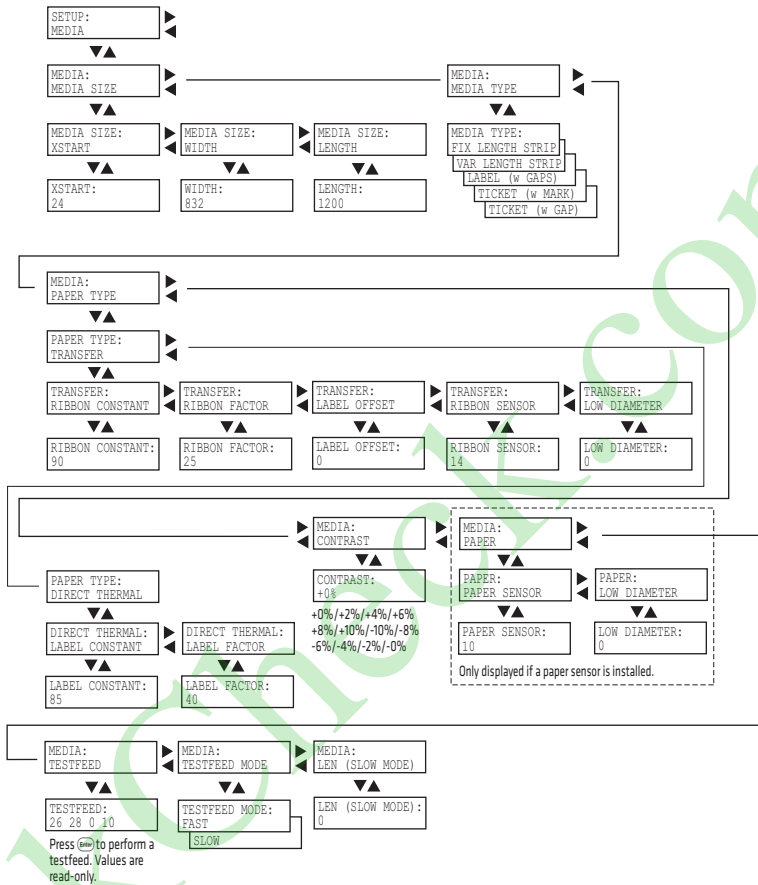 SETUP:
MEDIA
MEDIA:
MEDIA SIZE
MEDIA:
MEDIA TYPE
MEDIA SIZE:
XSTART
MEDIA SIZE:
WIDTH
MEDIA SIZE:
LENGTH
MEDIA TYPE:
FIX LENGTH STRIP
VAR LENGTH STRIP
LABEL (w GAPS)
TICKET (w MARK)
TICKET (w GAP)
XSTART:
24
WIDTH:
832
LENGTH:
1200
MEDIA:
PAPER TYPE
PAPER TYPE:
TRANSFER
TRANSFER:
RIBBON CONSTANT
TRANSFER:
RIBBON FACTOR
TRANSFER:
LABEL OFFSET
TRANSFER:
RIBBON SENSOR
TRANSFER:
LOW DIAMETER
RIBBON CONSTANT:
90
RIBBON FACTOR:
25
LABEL OFFSET:
0
RIBBON SENSOR:
14
LOW DIAMETER:
0
MEDIA:
CONTRAST
MEDIA:
PAPER
CONTRAST:
+0%
+0%/+2%/+4%/+6%
+8%/+10%/-10%/-8%
-6%/-4%/-2%/-0%
PAPER:
PAPER SENSOR
PAPER:
LOW DIAMETER
PAPER SENSOR:
10
LOW DIAMETER:
0
Only displayed if a paper sensor is installed.
PAPER TYPE:
DIRECT THERMAL
DIRECT THERMAL:
LABEL CONSTANT
DIRECT THERMAL:
LABEL FACTOR
LABEL CONSTANT:
85
LABEL FACTOR:
40
MEDIA:
TESTFEED
MEDIA:
TESTFEED MODE
MEDIA:
LEN (SLOW MODE)
TESTFEED:
26 28 0 10
TESTFEED MODE:
FAST
SLOW
LEN (SLOW MODE):
0
Press Enter to perform a
testfeed. Values are
read-only.
kCheck.co